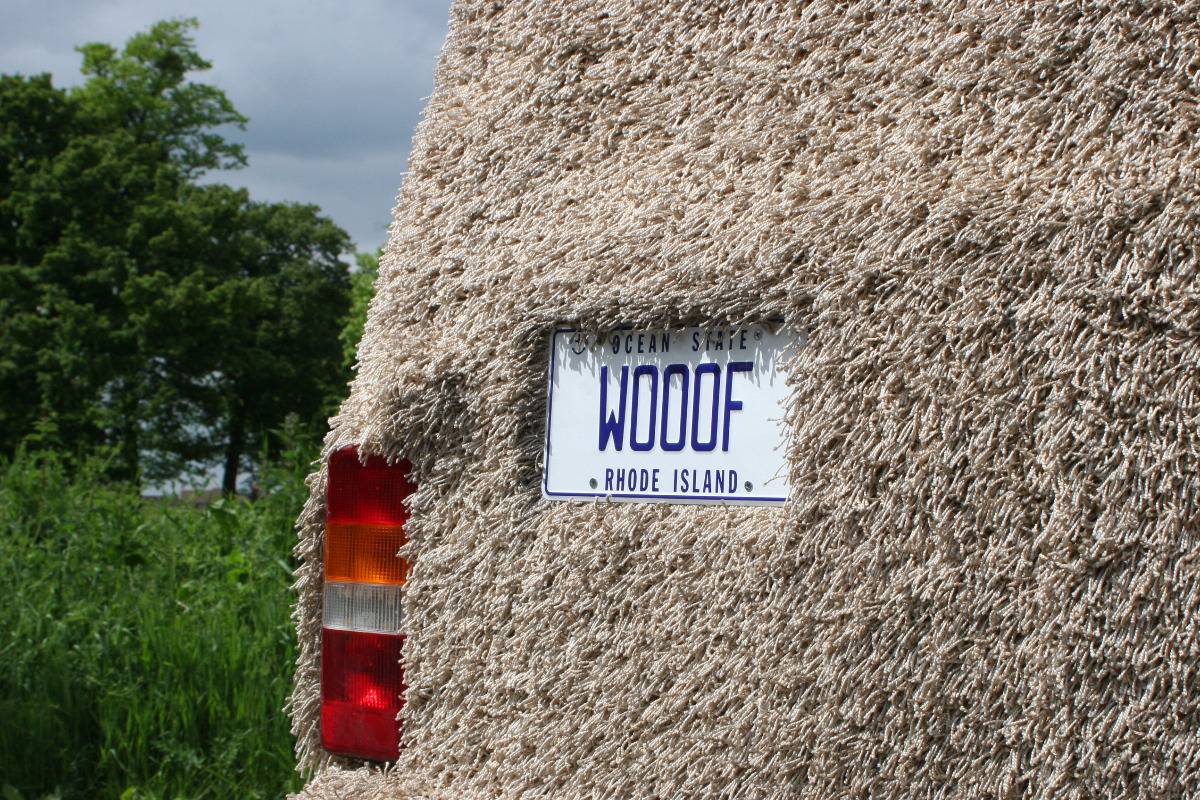 OCEAN STATE
WOOOF
RHODE ISLAND